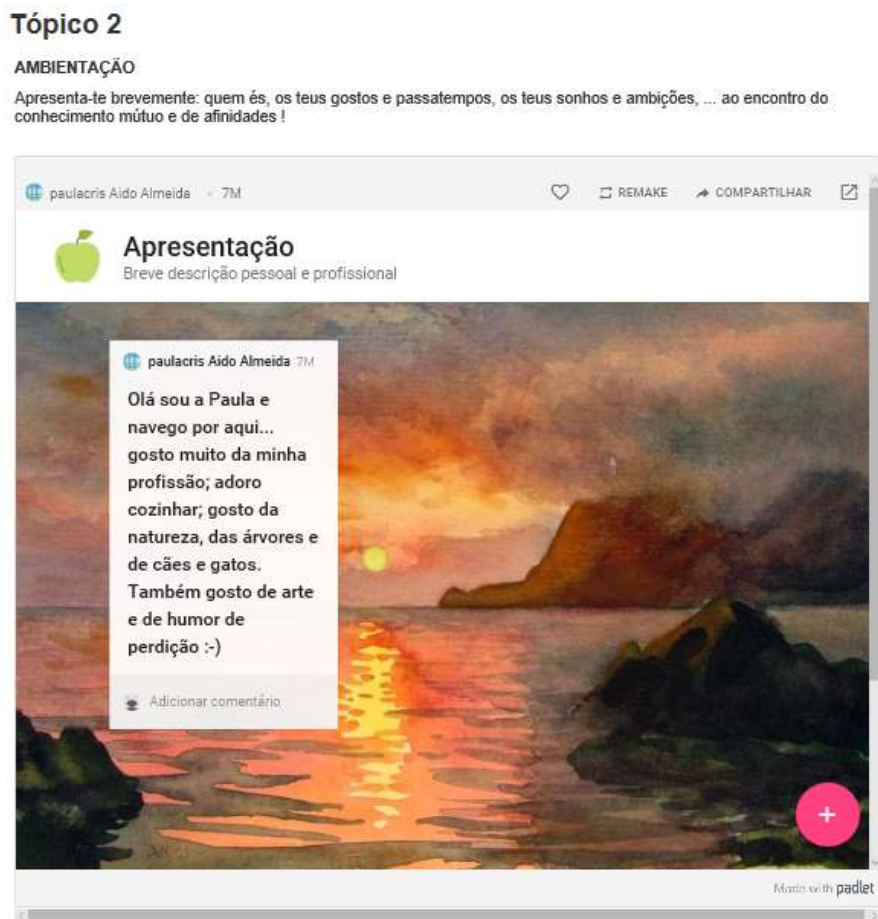 Tópico 2
AMBIENTAÇÃO
Apresenta-te brevemente: quem és, os teus gostos e passatempos, os teus sonhos e ambições, ... ao encontro do
conhecimento mútuo e de afinidades !
paulacris Aido Almeida • 7M
REMAKE
COMPARTILHAR
Apresentação
Breve descrição pessoal e profissional
paulacris Aido Almeida 7M
Olá sou a Paula e
navego por aqui...
gosto muito da minha
profissão; adoro
cozinhar; gosto da
natureza, das árvores e
de cães e gatos.
Também gosto de arte
e de humor de
perdição :-)
Adicionar comentário
Made with padlet